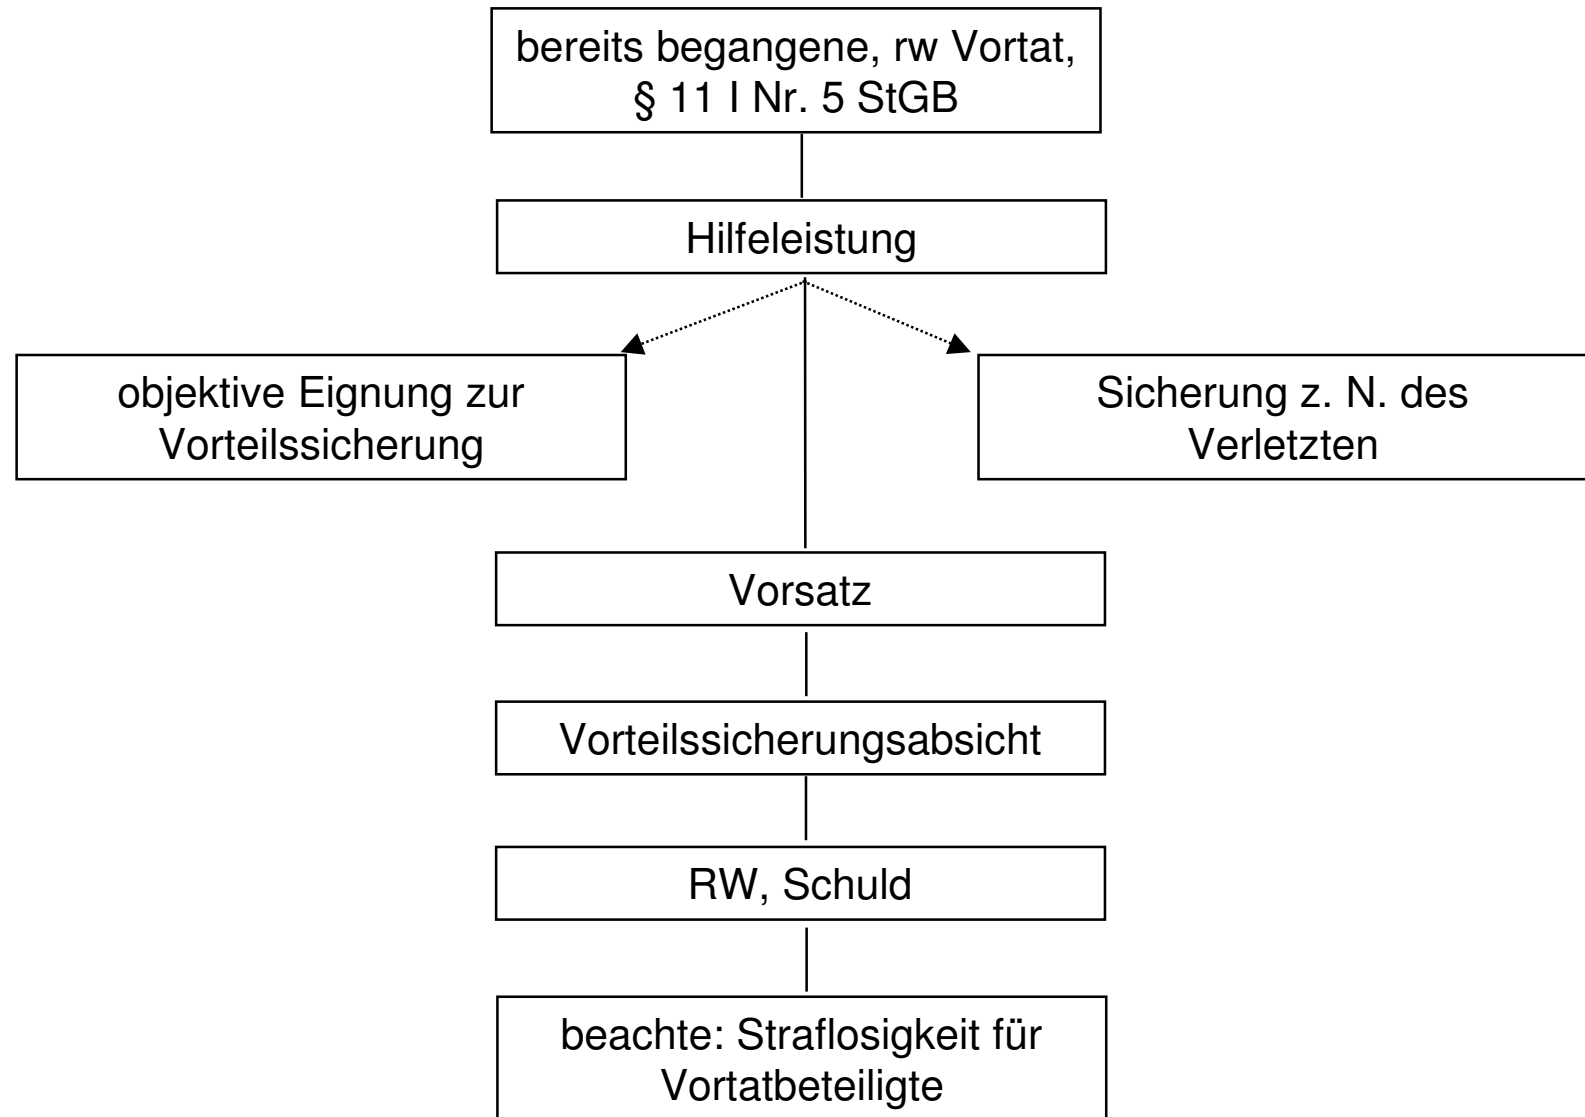 bereits begangene, rw Vortat,
§ 11 I Nr. 5 StGB
Hilfeleistung
objektive Eignung zur
Vorteilssicherung
Sicherung z. N. des
Verletzten
Vorsatz
Vorteilssicherungsabsicht
RW, Schuld
beachte: Straflosigkeit für
Vortatbeteiligte